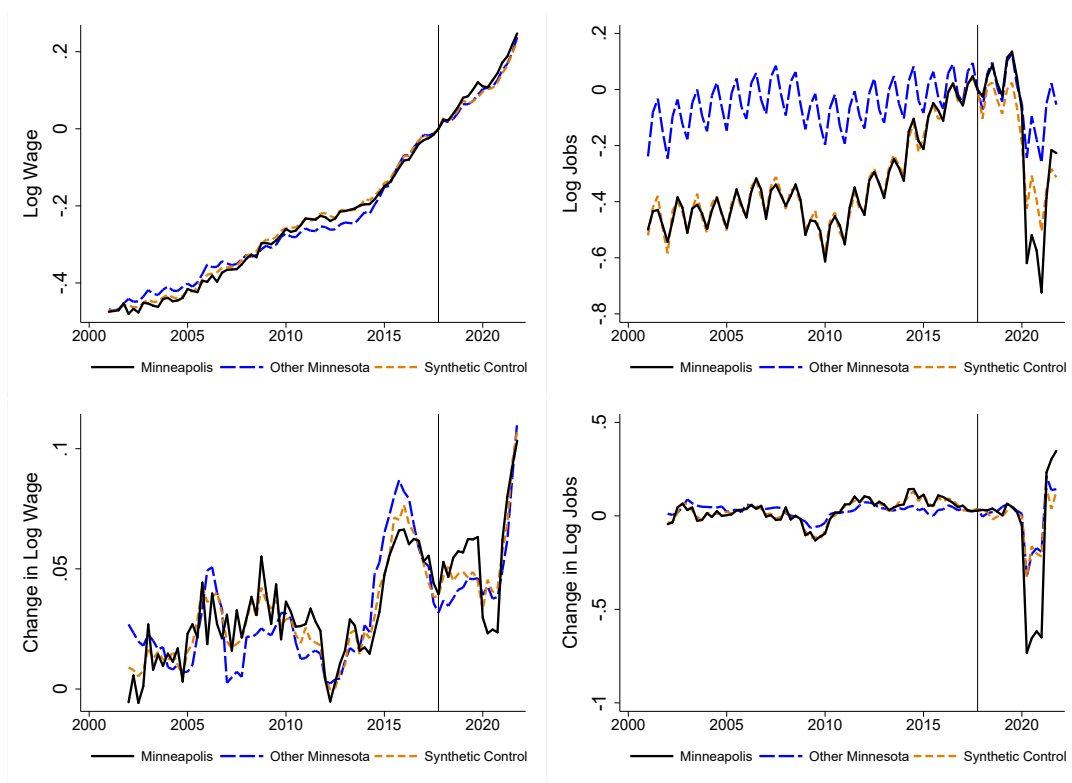 Log Wage
.2
0
-.2
-.4
2000 2005 2010 2015 2020
Minneapolis Other Minnesota Synthetic Control
Log Jobs
.2
0
-.2
-.4
-.6
-.8
2000 2005 2010 2015 2020
Minneapolis Other Minnesota Synthetic Control
Change in Log Wage
.1
.05
0
2000 2005 2010 2015 2020
Minneapolis Other Minnesota Synthetic Control
Change in Log Jobs
.5
0
-.5
-1
2000 2005 2010 2015 2020
Minneapolis Other Minnesota Synthetic Control